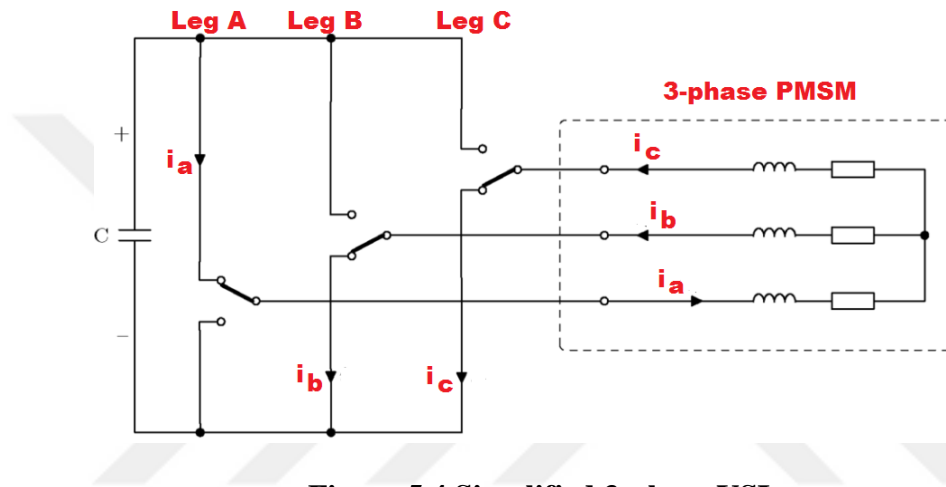 Leg A Leg B Leg C
3-phase PMSM
+
i a
i c
C
i b
i a
−
i b i c